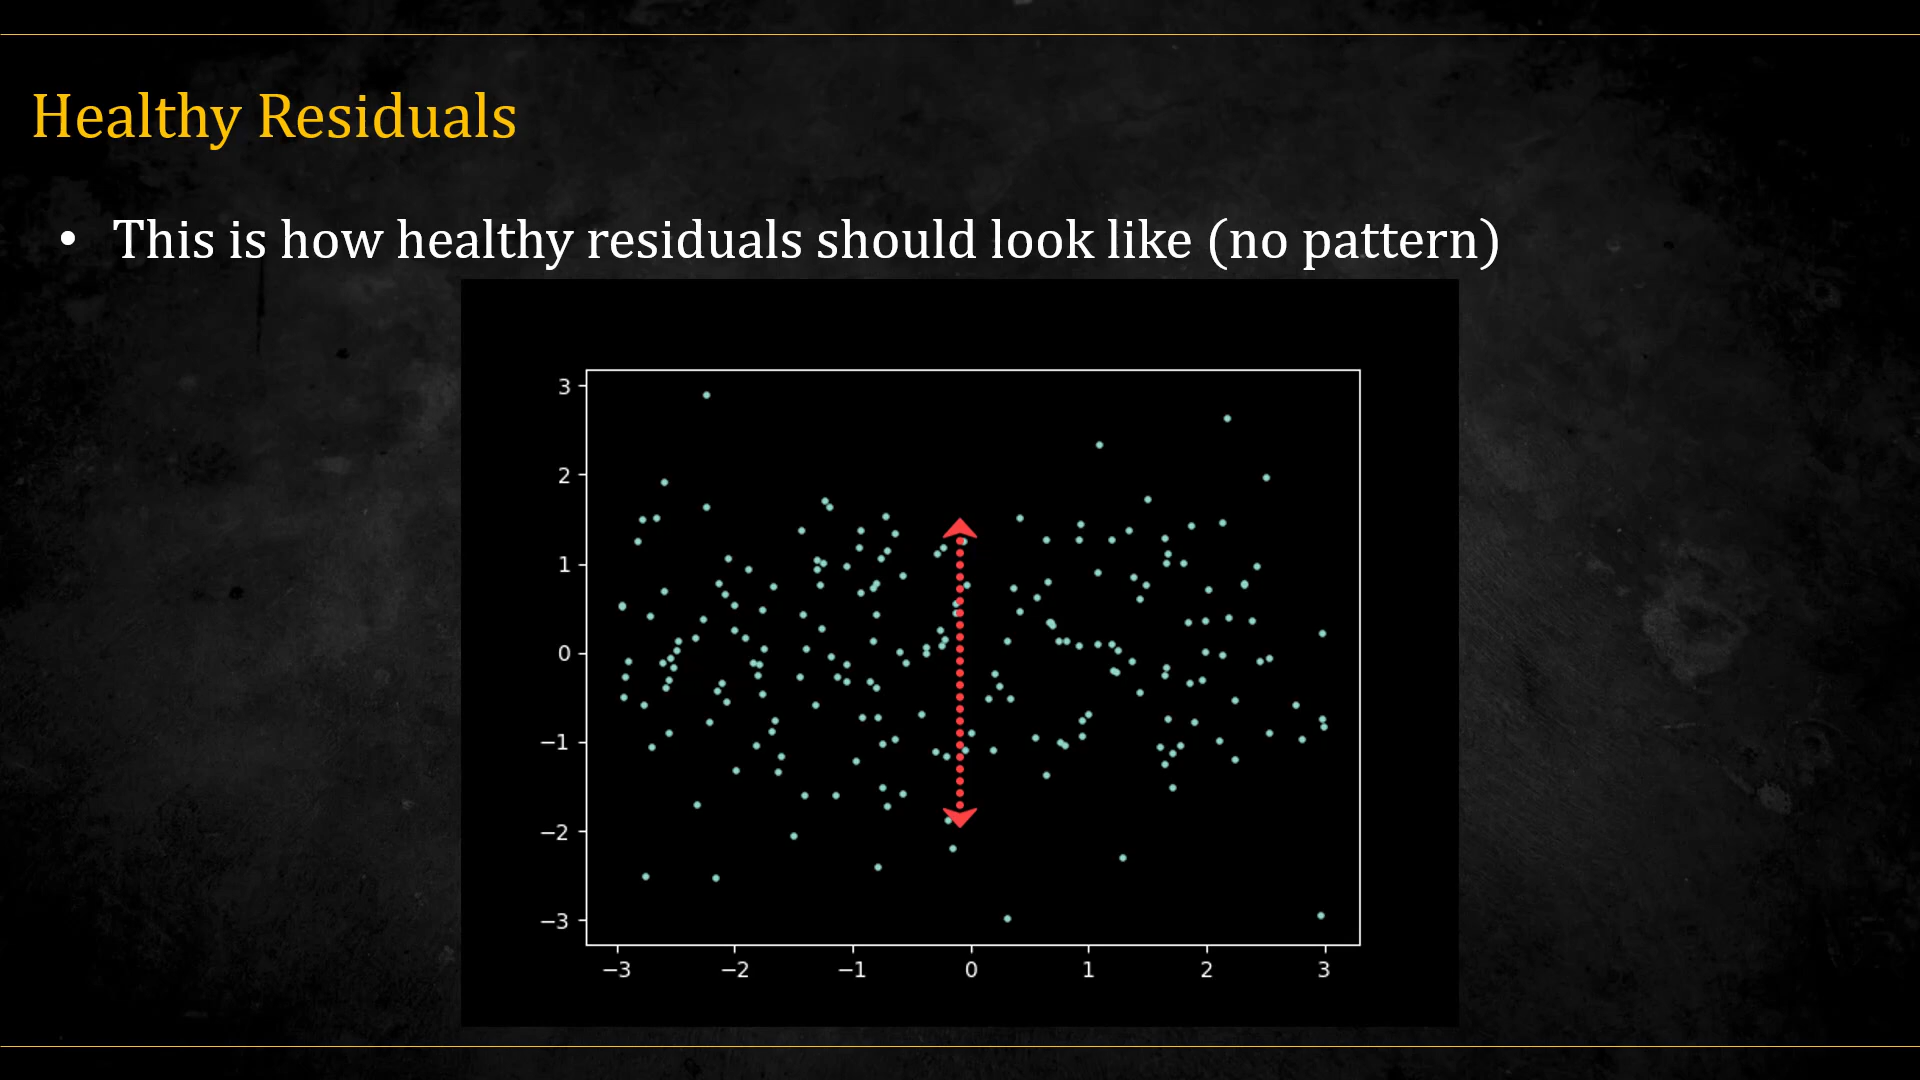 Healthy Residuals
• This is how healthy residuals should look like (no pattern)
3
2
1
0
−1
−2
−3
−3 −2 −1 0 1 2 3